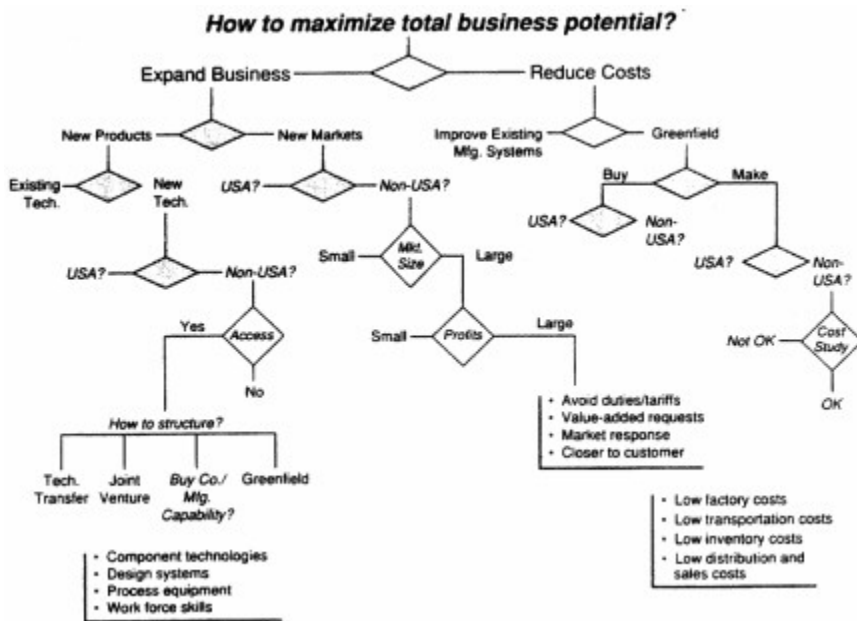 How to maximize total business potential?
Expand Business
Reduce Costs
New Products
New Markets
Improve Existing
Mfg. Systems
Greenfield
Existing
Tech.
New
Tech.
USA?
Non-USA?
Buy
Make
USA?
Non-
USA?
USA?
Non-USA?
Small
Mkt.
Size
Large
USA?
Non-
USA?
Yes
Access
No
Small
Profits
Large
Not OK
Cost
Study
OK
How to structure?
Tech.
Transfer
Joint
Venture
Buy Co./
Mfg.
Capability?
Greenfield
• Avoid duties/tariffs
• Value-added requests
• Market response
• Closer to customer
• Low factory costs
• Low transportation costs
• Low inventory costs
• Low distribution and
sales costs
• Component technologies
• Design systems
• Process equipment
• Work force skills